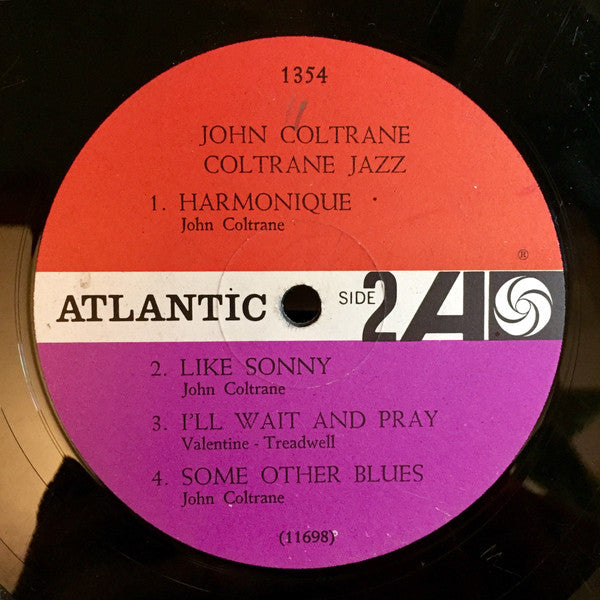 1354
JOHN COLTRANE
COLTRANE JAZZ
1. HARMONIQUE
John Coltrane
®
ATLANTIC SIDE 2 A
2. LIKE SONNY
John Coltrane
3. I'LL WAIT AND PRAY
Valentine - Treadwell
4. SOME OTHER BLUES
John Coltrane
(11698)